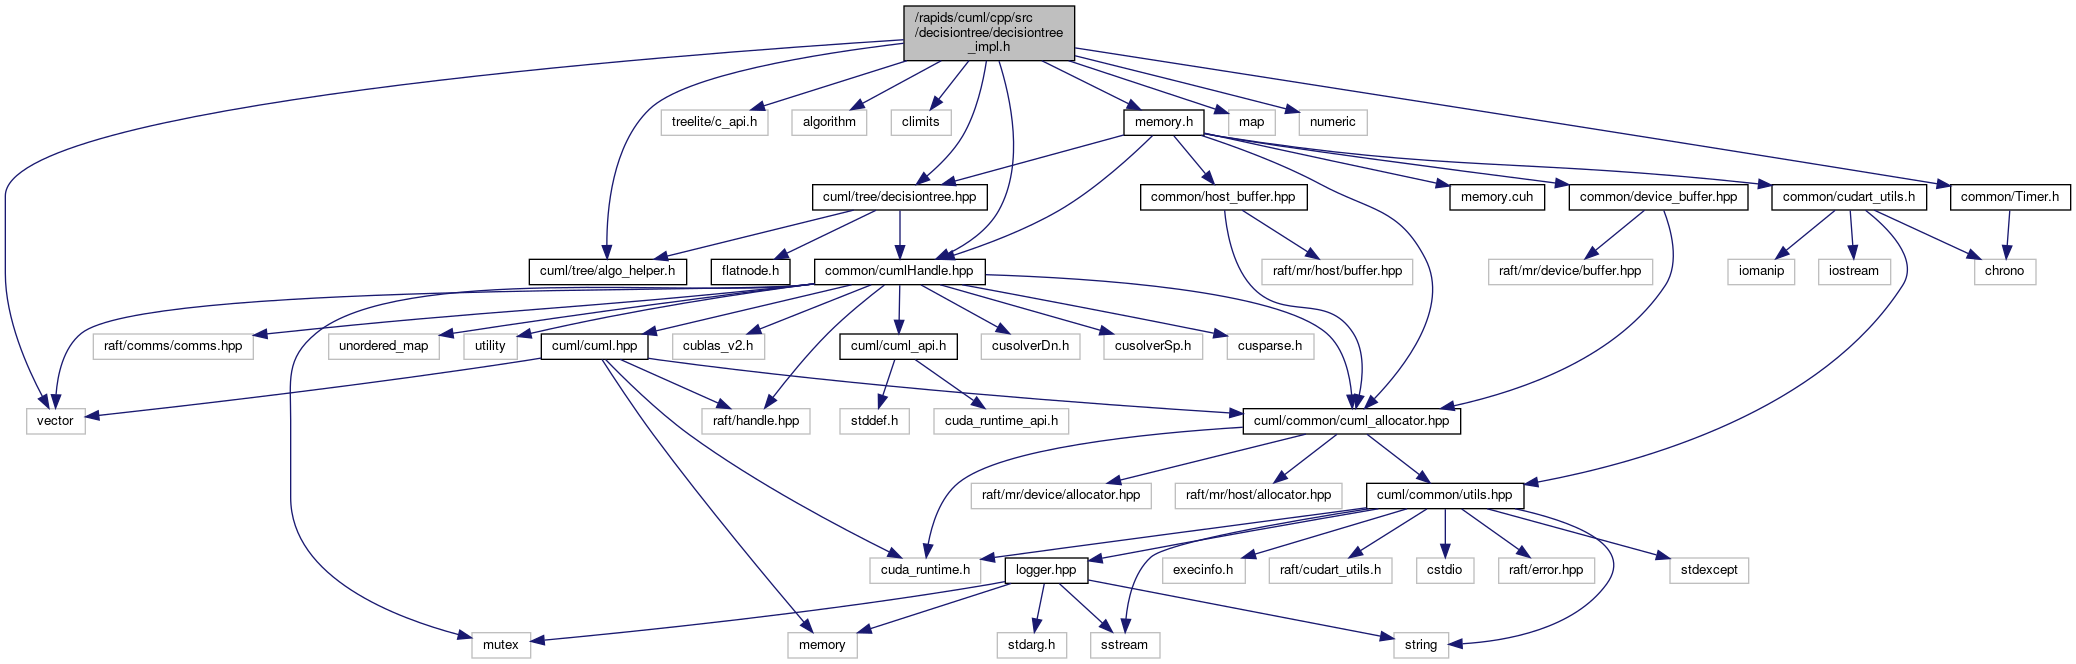 /rapids/cuml/cpp/src
/decisiontree/decisiontree
_impl.h
treelite/c_api.h
algorithm
climits
memory.h
map
numeric
cuml/tree/decisiontree.hpp
common/host_buffer.hpp
memory.cuh
common/device_buffer.hpp
common/cudart_utils.h
common/Timer.h
cuml/tree/algo_helper.h
flatnode.h
common/cumlHandle.hpp
raft/mr/host/buffer.hpp
raft/mr/device/buffer.hpp
iomanip
iostream
chrono
raft/comms/comms.hpp
unordered_map
utility
cuml/cuml.hpp
cublas_v2.h
cuml/cuml_api.h
cusolverDn.h
cusolverSp.h
cusparse.h
vector
raft/handle.hpp
stddef.h
cuda_runtime_api.h
cuml/common/cuml_allocator.hpp
raft/mr/device/allocator.hpp
raft/mr/host/allocator.hpp
cuml/common/utils.hpp
cuda_runtime.h
logger.hpp
execinfo.h
raft/cudart_utils.h
cstdio
raft/error.hpp
stdexcept
mutex
memory
stdarg.h
sstream
string